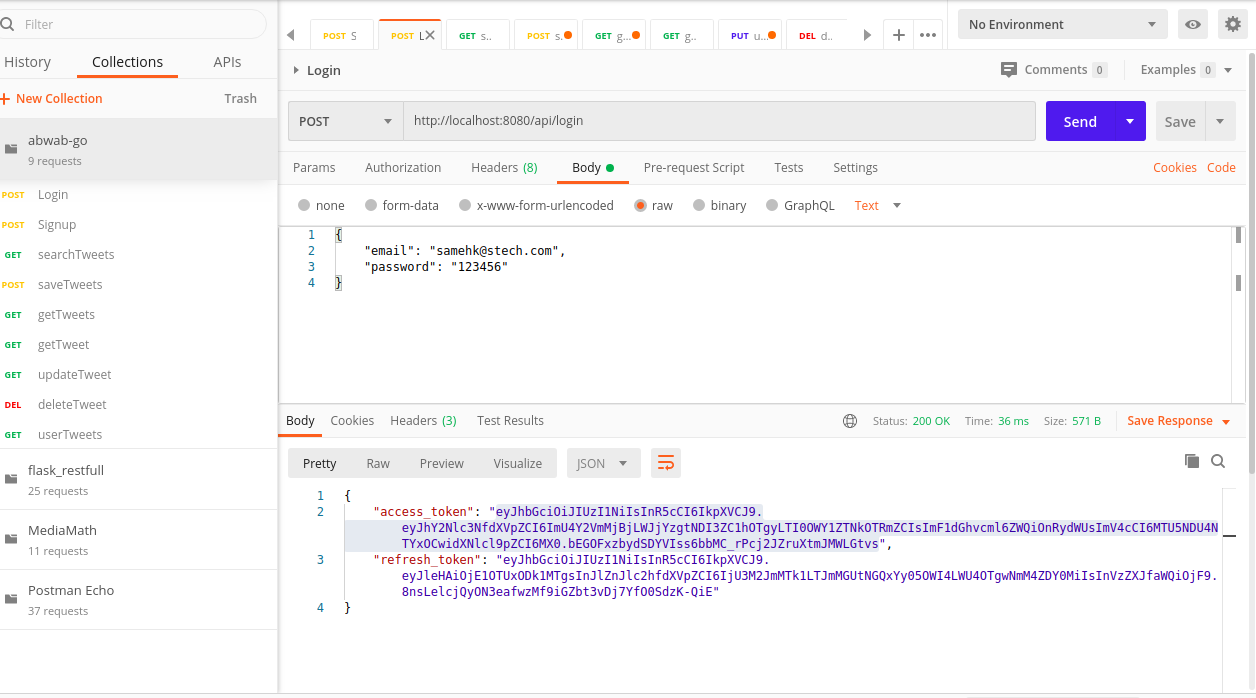 Filter
History Collections APIs
+ New Collection Trash
abwab-go
9 requests
POST Login
POST Signup
GET searchTweets
POST saveTweets
GET getTweets
GET getTweet
GET updateTweet
DEL deleteTweet
GET userTweets
flask_restfull
25 requests
MediaMath
11 requests
Postman Echo
37 requests
POST S POST L GET s.. POST s. GET g... GET g.. PUT u... DEL d..
No Environment
Login
Comments 0 Examples 0
POST http://localhost:8080/api/login Send Save
Params Authorization Headers (8) Body Pre-request Script Tests Settings Cookies Code
none form-data x-www-form-urlencoded raw binary GraphQL Text
1 {
2 "email": "samehk@stech.com",
3 "password": "123456"
4 }
Body Cookies Headers (3) Test Results Status: 200 OK Time: 36 ms Size: 571 B Save Response
Pretty Raw Preview Visualize JSON
1 {
2 "access_token": "eyJhbGciOiJIUzI1NiIsInR5cCI6IkpXVCJ9.
eyJhY2Nlc3NfdXVpZCI6ImU4Y2VmMjBjLWJjYzgtNDI3ZC1hOTgyLTI0OWY1ZTNkOTRmZCIsImF1dGhvcml6ZWQiOnRydWUsImV4cCI6MTU5NDU4N
TYxOCwidXNlcl9pZCI6MX0.bEGOFxzbydSDYVIss6bbMC_rPcj2JZruXtmJMWLGtvs",
3 "refresh_token": "eyJhbGciOiJIUzI1NiIsInR5cCI6IkpXVCJ9.
eyJleHAiOjE1OTUxODk1MTgsInJlZnJlc2hfdXVpZCI6IjU3M2JmMTk1LTJmMGUtNGQxYy05OWI4LWU4OTgwNmM4ZDY0MiIsInVzZXJfaWQiOjF9.
8nsLelcjQyON3eafwzMf9iGZbt3vDj7YfO0SdzK-QiE"
4 }